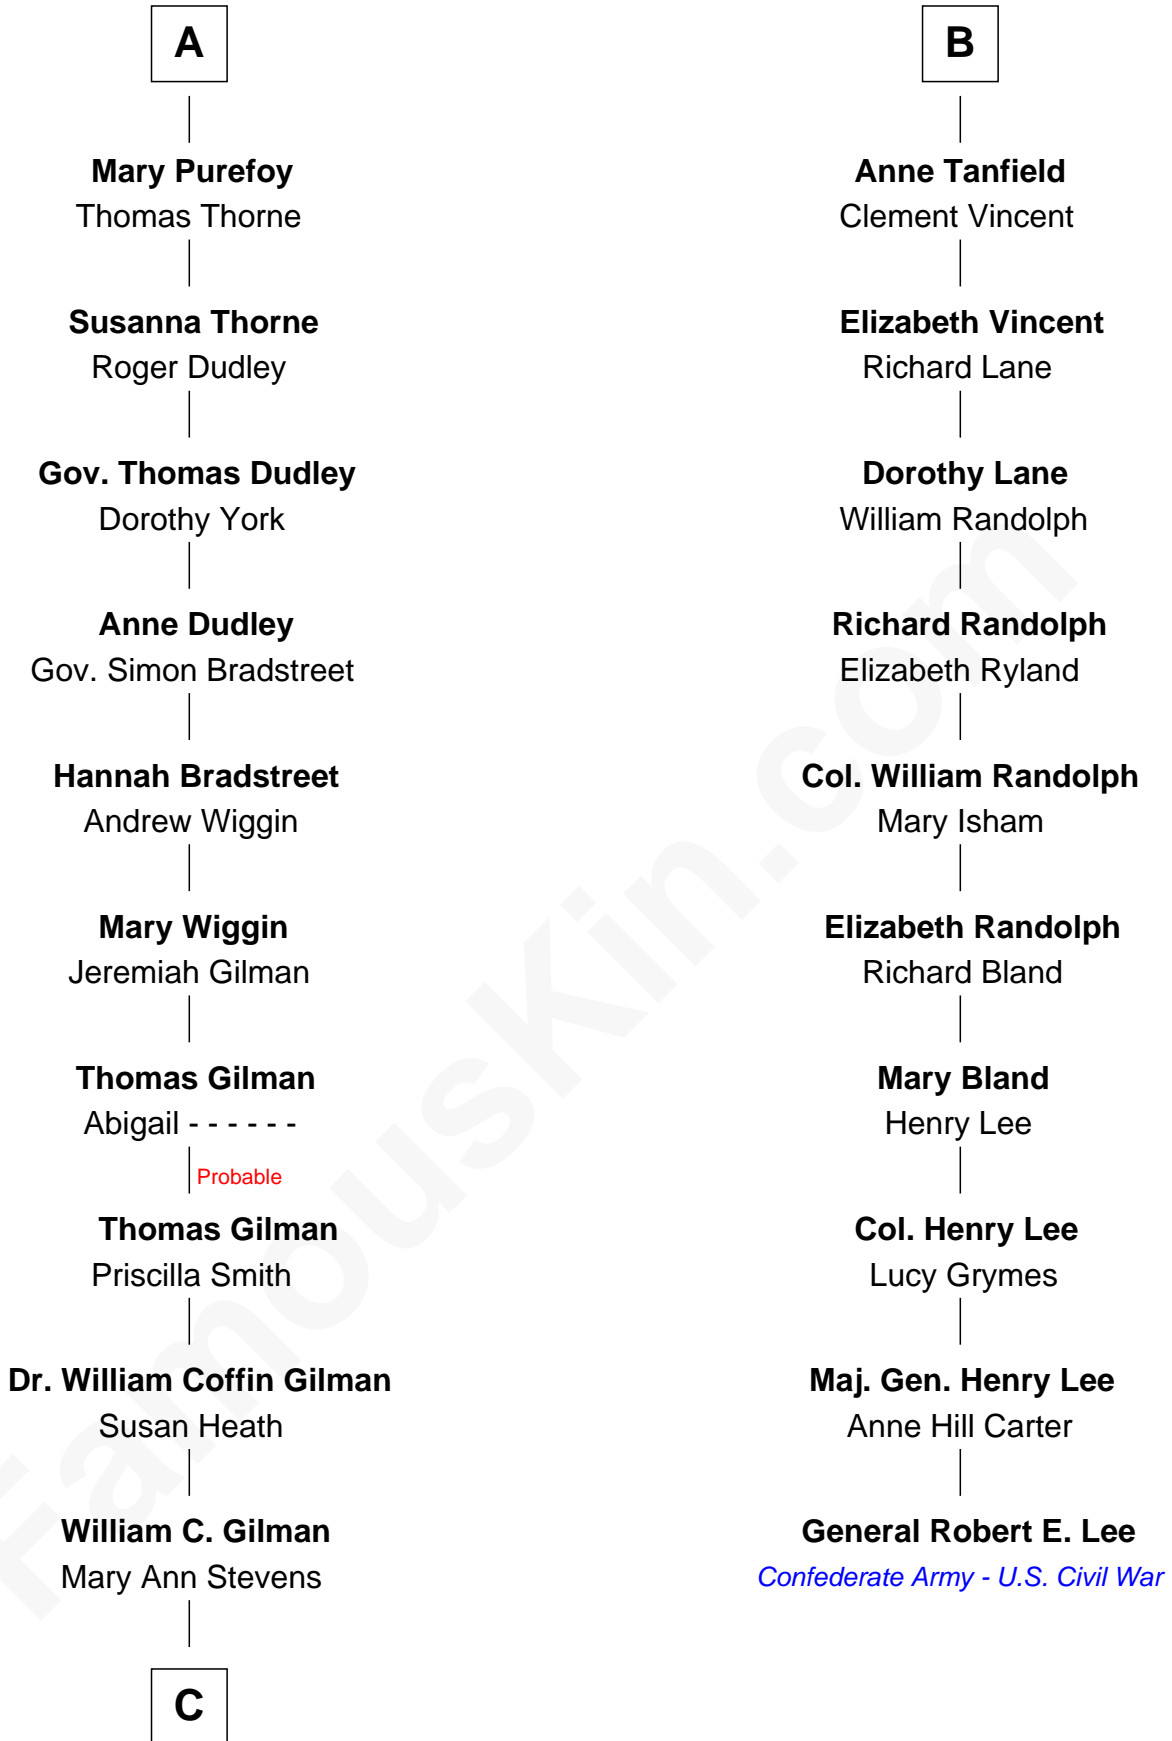 A
Mary Purefoy
Thomas Thorne
Susanna Thorne
Roger Dudley
Gov. Thomas Dudley
Dorothy York
Anne Dudley
Gov. Simon Bradstreet
Hannah Bradstreet
Andrew Wiggin
Mary Wiggin
Jeremiah Gilman
Thomas Gilman
Abigail - - - - - -
Probable
Thomas Gilman
Priscilla Smith
Dr. William Coffin Gilman
Susan Heath
William C. Gilman
Mary Ann Stevens
C
B
Anne Tanfield
Clement Vincent
Elizabeth Vincent
Richard Lane
Dorothy Lane
William Randolph
Richard Randolph
Elizabeth Ryland
Col. William Randolph
Mary Isham
Elizabeth Randolph
Richard Bland
Mary Bland
Henry Lee
Col. Henry Lee
Lucy Grymes
Maj. Gen. Henry Lee
Anne Hill Carter
General Robert E. Lee
Confederate Army - U.S. Civil War
FamousKin.com